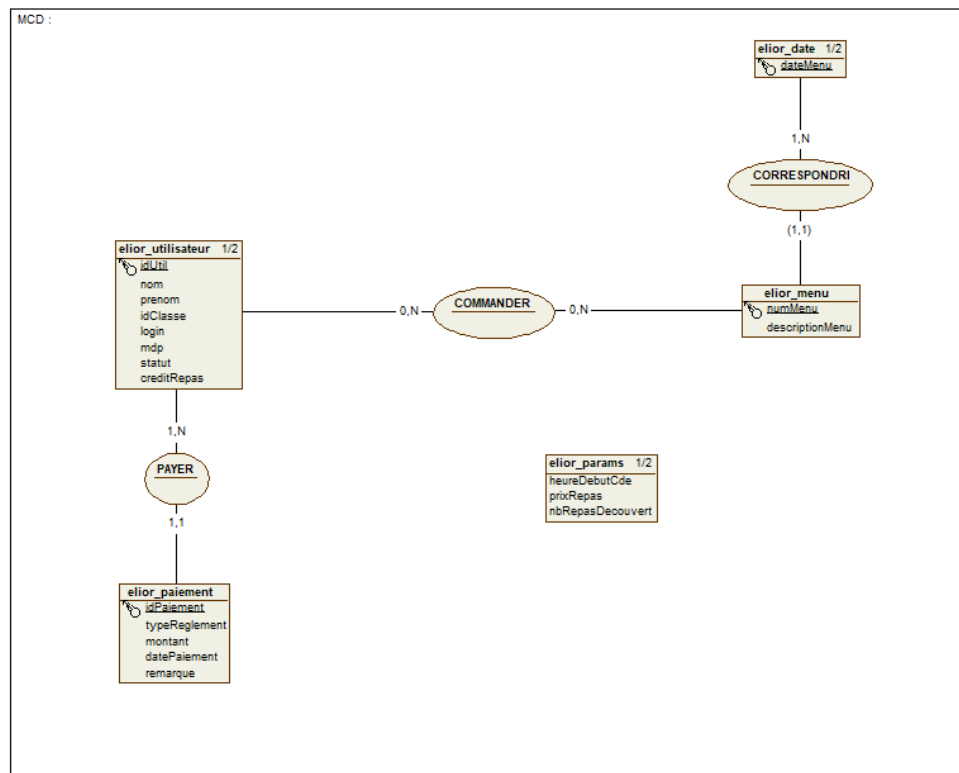 MCD :
elior_date 1/2
dateMenu
1,N
CORRESPONDRI
(1,1)
elior_utilisateur 1/2
idUtil
nom
prenom
idClasse
login
mdp
statut
creditRepas
0,N
COMMANDER
0,N
elior_menu
numMenu
descriptionMenu
1,N
PAYER
1,1
elior_params 1/2
heureDebutCde
prixRepas
nbRepasDecouvert
elior_paiement
idPaiement
typeReglement
montant
datePaiement
remarque